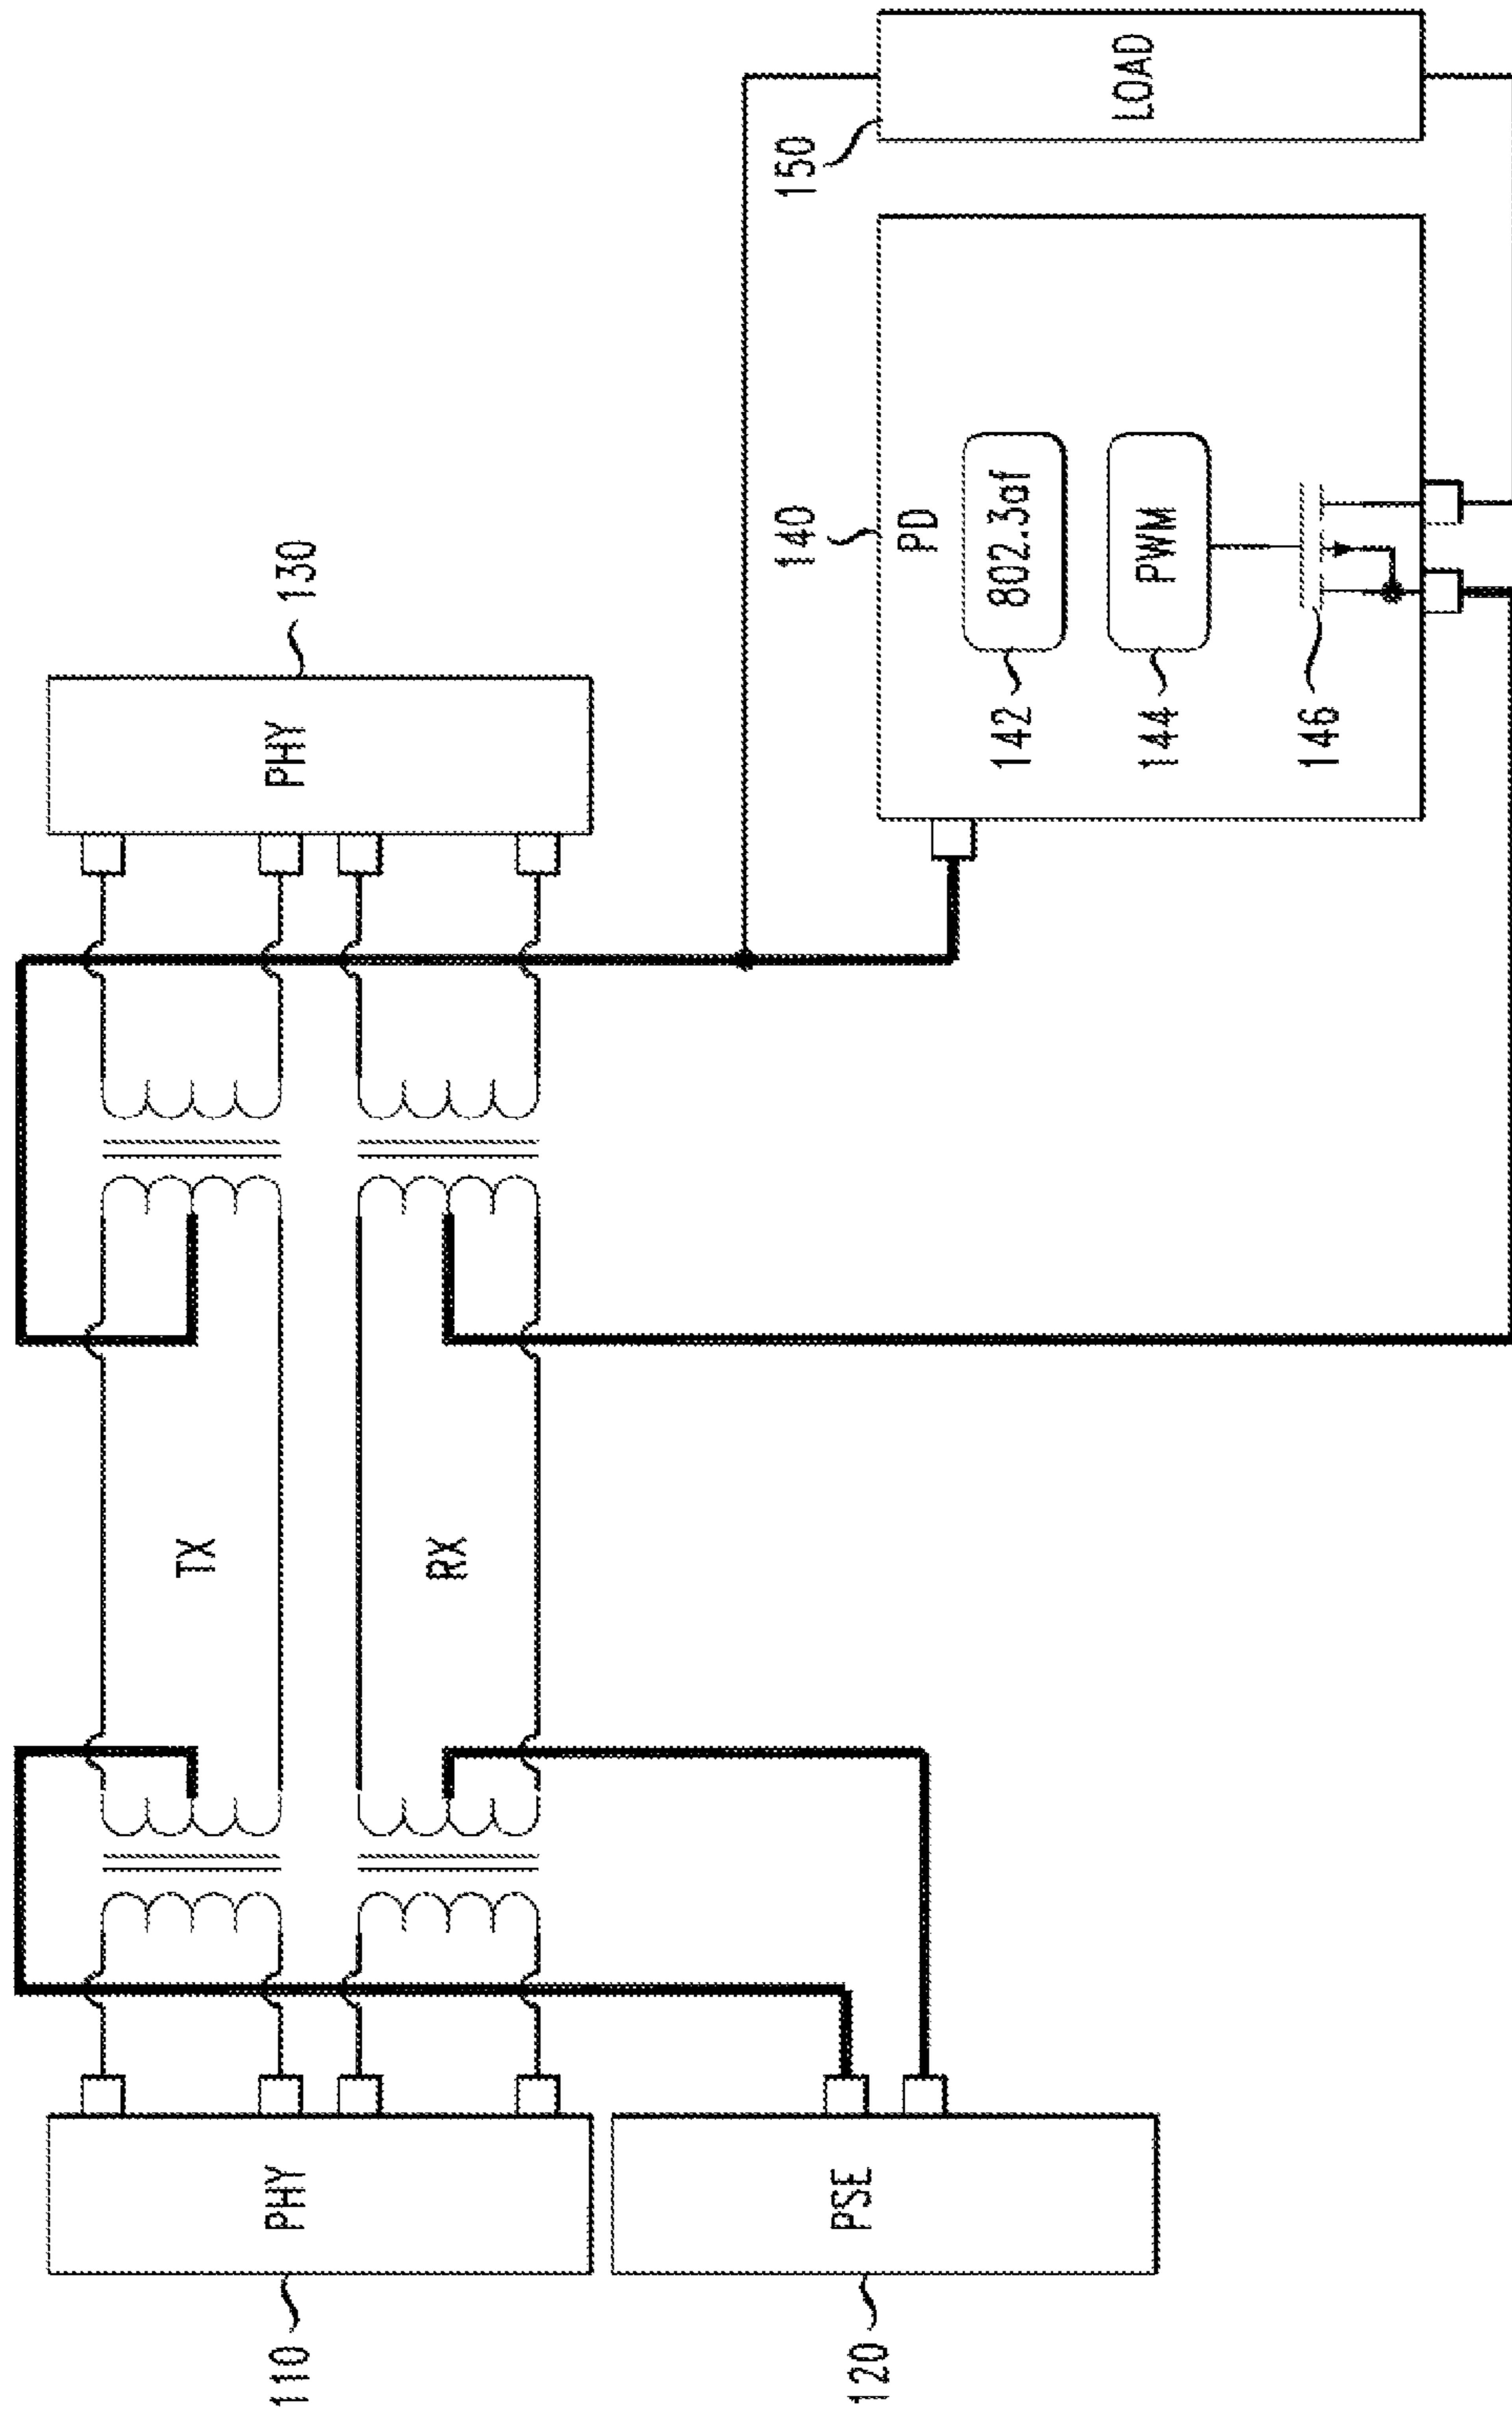 110
PHY
120
PSE
TX
RX
PHY
130
140
PD
142
802.3af
144
PWM
146
150
LOAD